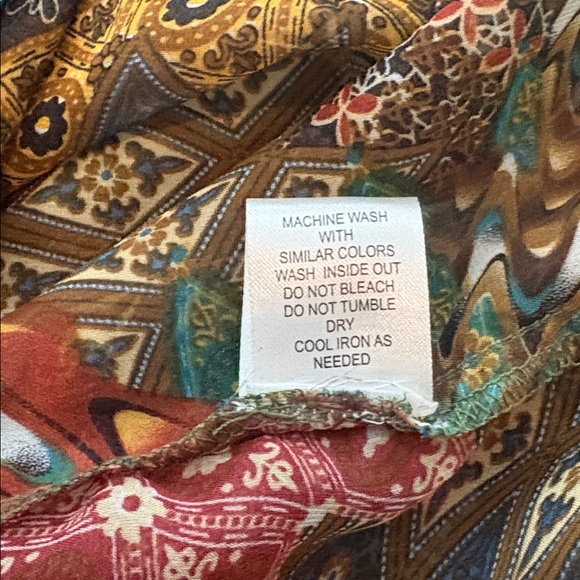 MACHINE WASH
WITH
SIMILAR COLORS
WASH INSIDE OUT
DO NOT BLEACH
DO NOT TUMBLE
DRY
COOL IRON AS
NEEDED